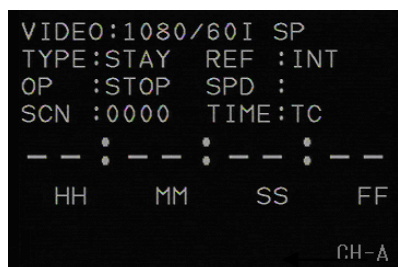 VIDEO:1080/60I SP
TYPE:STAY REF :INT
OP :STOP SPD :
SCN :0000 TIME:TC
--:--:--:--
HH MM SS FF
CH-A